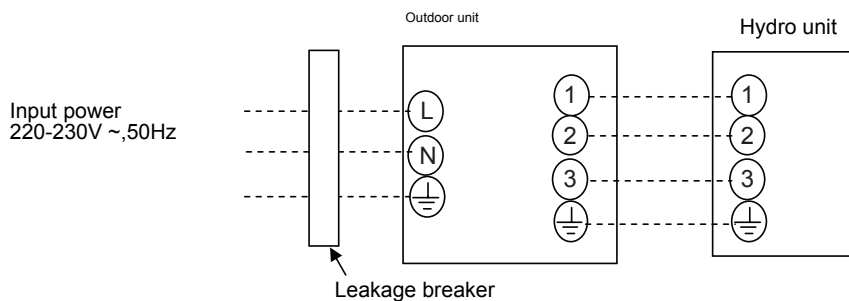 Outdoor unit
Hydro unit
Input power
220-230V ~,50Hz
L
N
1
2
3
1
2
3
Leakage breaker